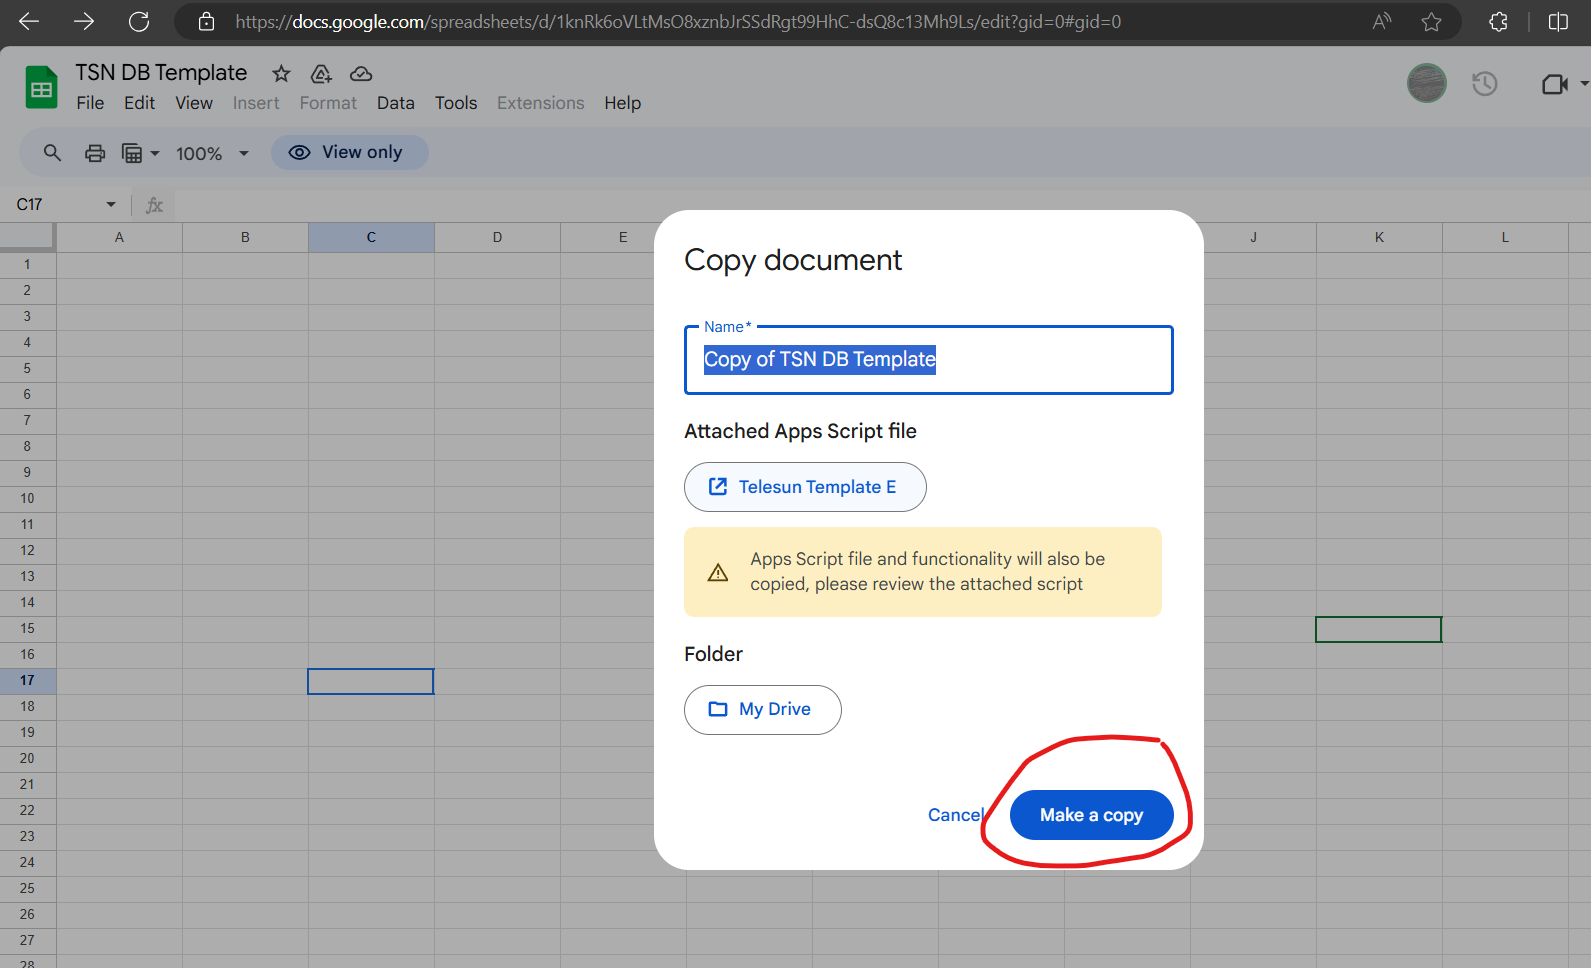 https://docs.google.com/spreadsheets/d/1knRk6oVLtMsO8xznbJrSSdRgt99HhC-dsQ8c13Mh9Ls/edit?gid=0#gid=0
TSN DB Template
File Edit View Insert Format Data Tools Extensions Help
100% View only
C17 fx
A B C D E J K L
1
2
3
4
5
6
7
8
9
10
11
12
13
14
15
16
17
18
19
20
21
22
23
24
25
26
27
28
Copy document
Name*
Copy of TSN DB Template
Attached Apps Script file
Telesun Template E
Apps Script file and functionality will also be
copied, please review the attached script
Folder
My Drive
Cancel Make a copy